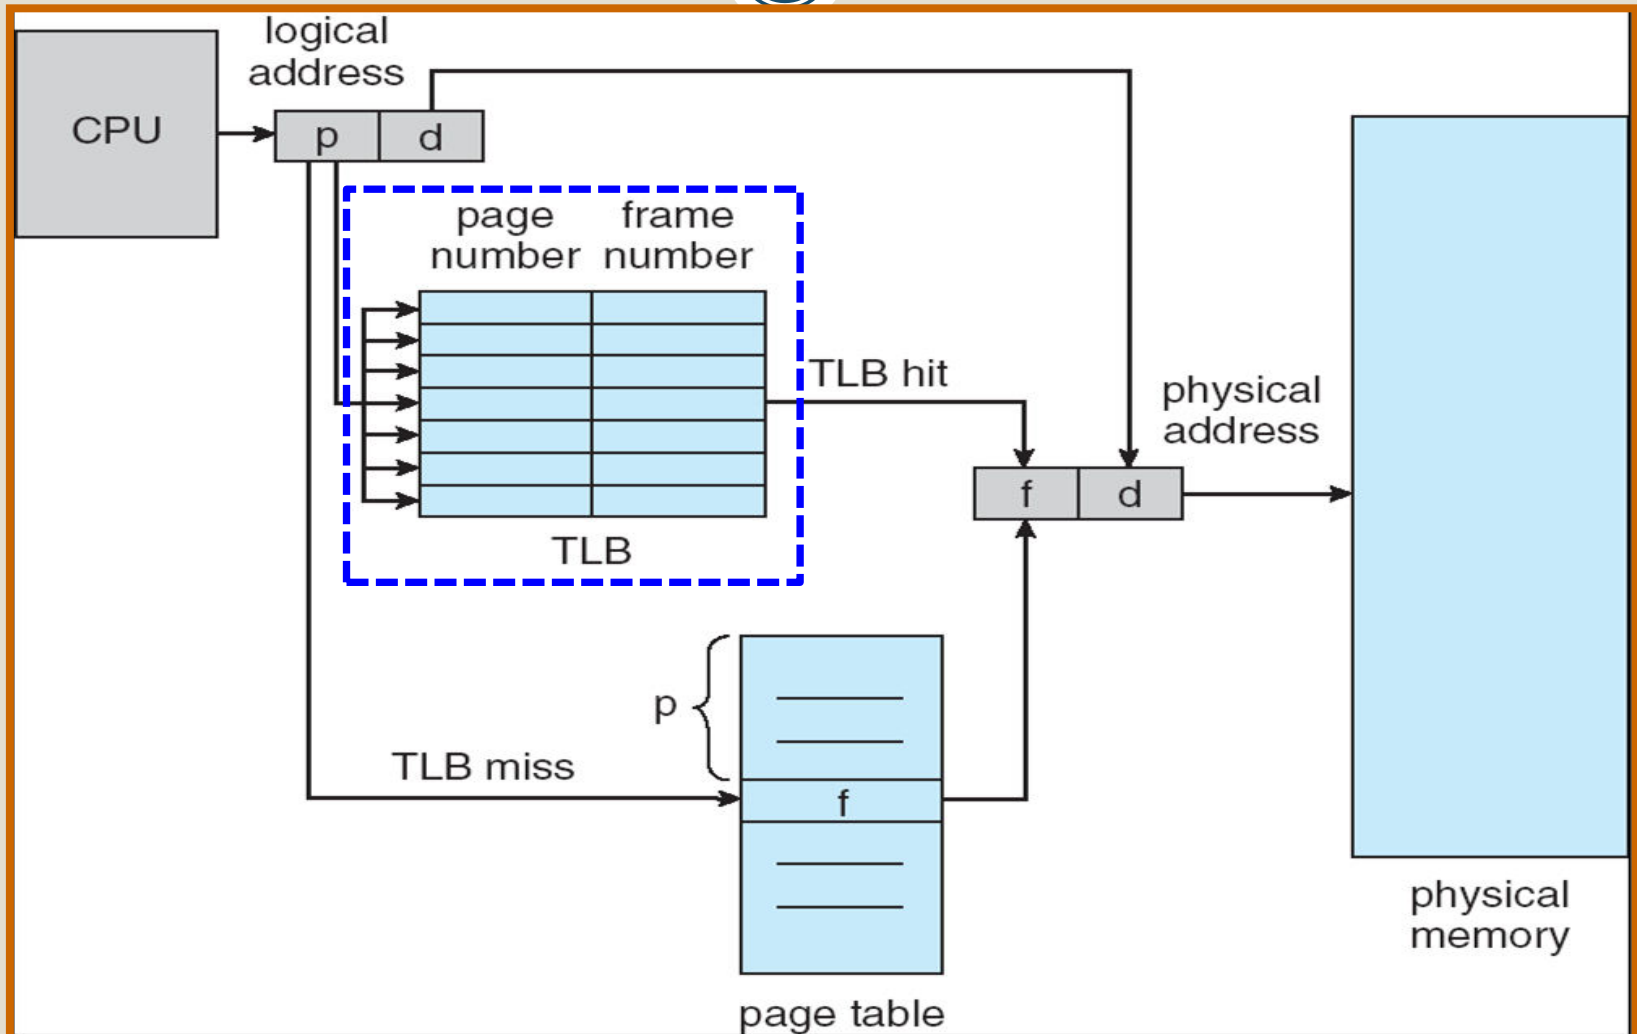 logical
address
CPU
p
d
page
number
frame
number
TLB hit
physical
address
f
d
TLB
p
TLB miss
f
physical
memory
page table